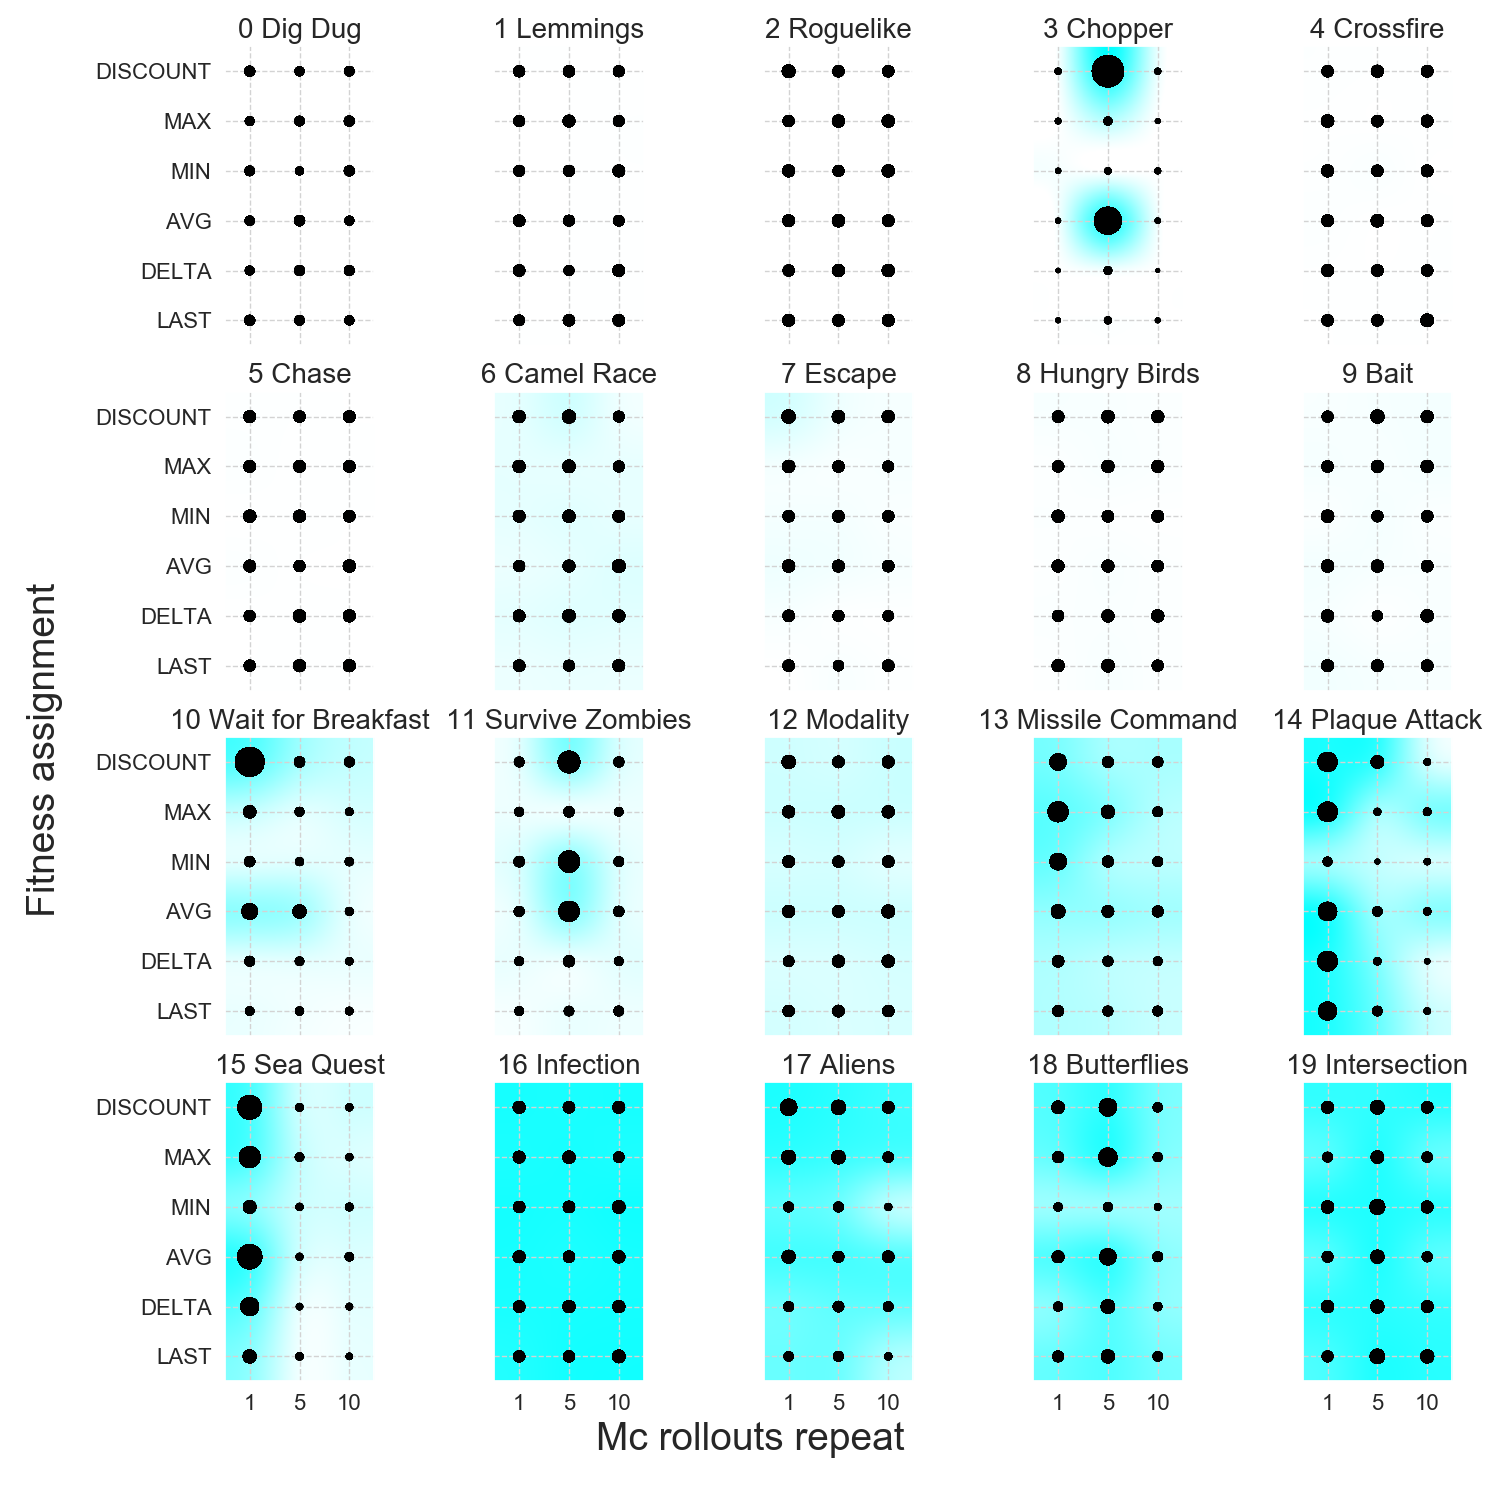 0 Dig Dug 1 Lemmings 2 Roguelike 3 Chopper 4 Crossfire
DISCOUNT
MAX
MIN
AVG
DELTA
LAST
5 Chase 6 Camel Race 7 Escape 8 Hungry Birds 9 Bait
DISCOUNT
MAX
MIN
AVG
DELTA
LAST
Fitness assignment
10 Wait for Breakfast 11 Survive Zombies 12 Modality 13 Missile Command 14 Plaque Attack
DISCOUNT
MAX
MIN
AVG
DELTA
LAST
15 Sea Quest 16 Infection 17 Aliens 18 Butterflies 19 Intersection
DISCOUNT
MAX
MIN
AVG
DELTA
LAST
1 5 10 1 5 10 1 5 10 1 5 10 1 5 10
Mc rollouts repeat